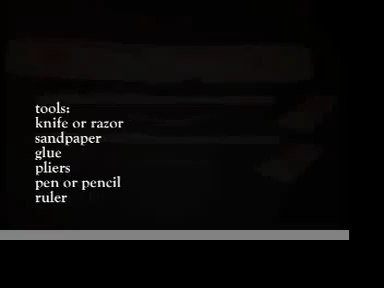 tools:
knife or razor
sandpaper
glue
pliers
pen or pencil
ruler